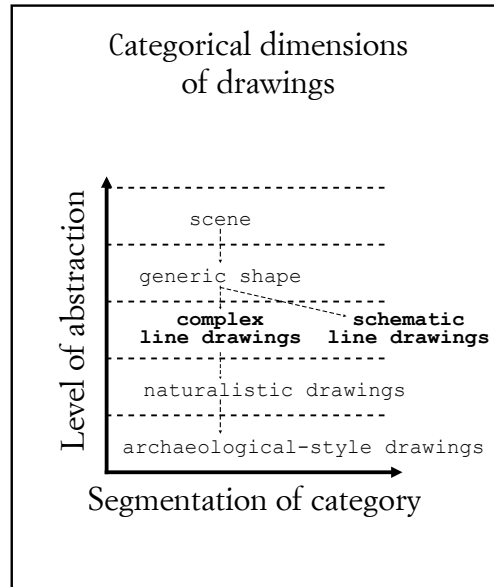 Categorical dimensions
of drawings
Level of abstraction
scene
generic shape
complex
line drawings
schematic
line drawings
naturalistic drawings
archaeological-style drawings
Segmentation of category